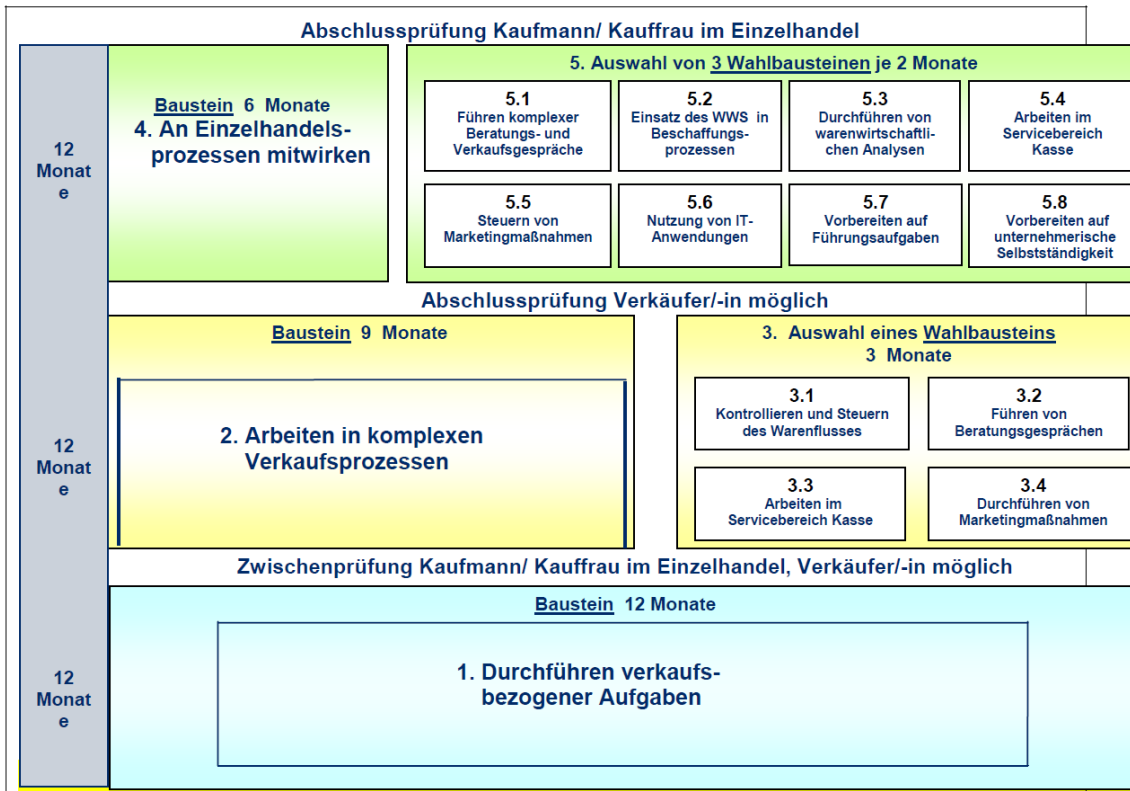 Abschlussprüfung Kaufmann/ Kauffrau im Einzelhandel
12
Monat
e
Baustein 6 Monate
4. An Einzelhandels-
prozessen mitwirken
5. Auswahl von 3 Wahlbausteinen je 2 Monate
5.1
Führen komplexer
Beratungs- und
Verkaufsgespräche
5.2
Einsatz des WWS in
Beschaffungs-
prozessen
5.3
Durchführen von
warenwirtschaftli-
chen Analysen
5.4
Arbeiten im
Servicebereich
Kasse
5.5
Steuern von
Marketingmaßnahmen
5.6
Nutzung von IT-
Anwendungen
5.7
Vorbereiten auf
Führungsaufgaben
5.8
Vorbereiten auf
unternehmerische
Selbstständigkeit
Abschlussprüfung Verkäufer/-in möglich
12
Monat
e
Baustein 9 Monate
2. Arbeiten in komplexen
Verkaufsprozessen
3. Auswahl eines Wahlbausteins
3 Monate
3.1
Kontrollieren und Steuern
des Warenflusses
3.2
Führen von
Beratungsgesprächen
3.3
Arbeiten im
Servicebereich Kasse
3.4
Durchführen von
Marketingmaßnahmen
Zwischenprüfung Kaufmann/ Kauffrau im Einzelhandel, Verkäufer/-in möglich
12
Monat
e
Baustein 12 Monate
1. Durchführen verkaufs-
bezogener Aufgaben